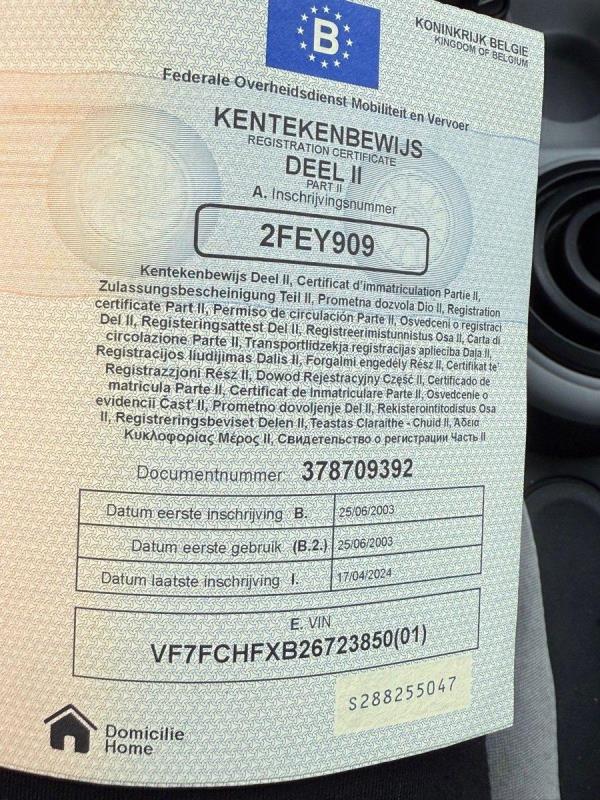 B
KONINKRIJK BELGIE
KINGDOM OF BELGIUM
Federale Overheidsdienst Mobiliteit en Vervoer
KENTEKENBEWIJS
REGISTRATION CERTIFICATE
DEEL II
PART II
A. Inschrijvingsnummer
2FEY909
Kentekenbewijs Deel II, Certificat d'immatriculation Partie II,
Zulassungsbescheinigung Teil II, Prometna dozvola Dio II, Registration
certificate Part II, Permiso de circulación Parte II, Osvedceni o registraci
Del II, Registeringsattest Del II, Registreerimistunnistus Osa II, Carta di
circolazione Parte II, Transportlidzekja registracijas aplieciba Dala II,
Registracijos liudijimas Dalis II, Forgalmi engedély Rész II, Certifikat te'
Registrazzjoni Rész II, Dowod Rejestracyjny Część II, Certificado de
matricula Parte II, Certificat de Inmatriculare Parte II, Osvedcenie o
evidencii Čast' II, Prometno dovoljenje Del II, Rekisterointitodistus Osa
II, Registreringsbeviset Delen II, Teastas Claraithe - Chuid II, Άδεια
Κυκλοφορίας Μέρος II, Свидетельство о регистрации Часть II
Documentnummer 378709392
Datum eerste inschrijving B. 25/06/2003
Datum eerste gebruik (B.2.) 25/06/2003
Datum laatste inschrijving I. 17/04/2024
E. VIN
VF7FCHFXB26723850(01)
S288255047
Domicilie
Home